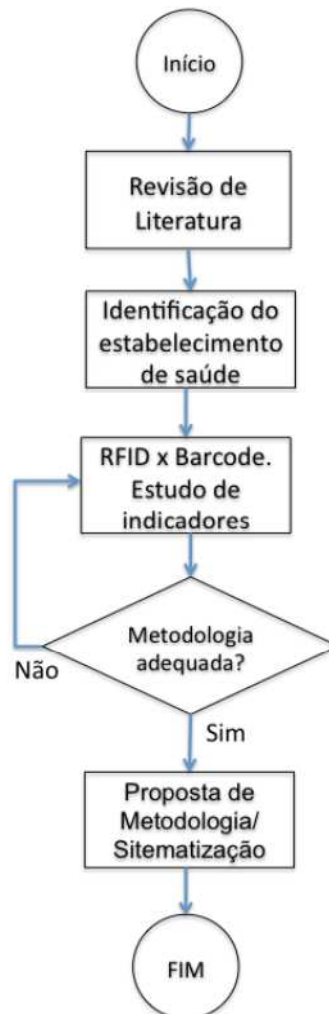 Início
Revisão de
Literatura
Identificação do
estabelecimento
de saúde
RFID x Barcode.
Estudo de
indicadores
Metodologia
adequada?
Não
Sim
Proposta de
Metodologia/
Sitematização
FIM